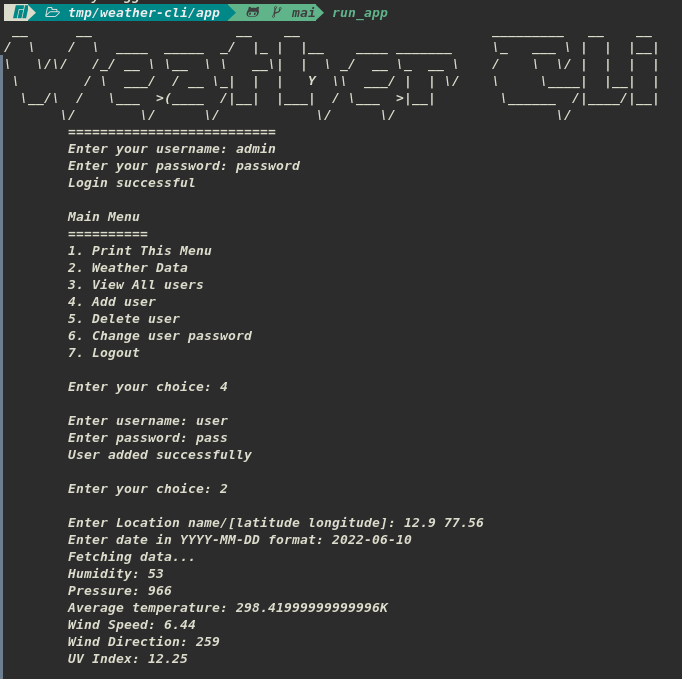 tmp/weather-cli/app mai run_app
Weather CLI
==========================
Enter your username: admin
Enter your password: password
Login successful
Main Menu
==========
1. Print This Menu
2. Weather Data
3. View All users
4. Add user
5. Delete user
6. Change user password
7. Logout
Enter your choice: 4
Enter username: user
Enter password: pass
User added successfully
Enter your choice: 2
Enter Location name/[latitude longitude]: 12.9 77.56
Enter date in YYYY-MM-DD format: 2022-06-10
Fetching data...
Humidity: 53
Pressure: 966
Average temperature: 298.41999999999996K
Wind Speed: 6.44
Wind Direction: 259
UV Index: 12.25